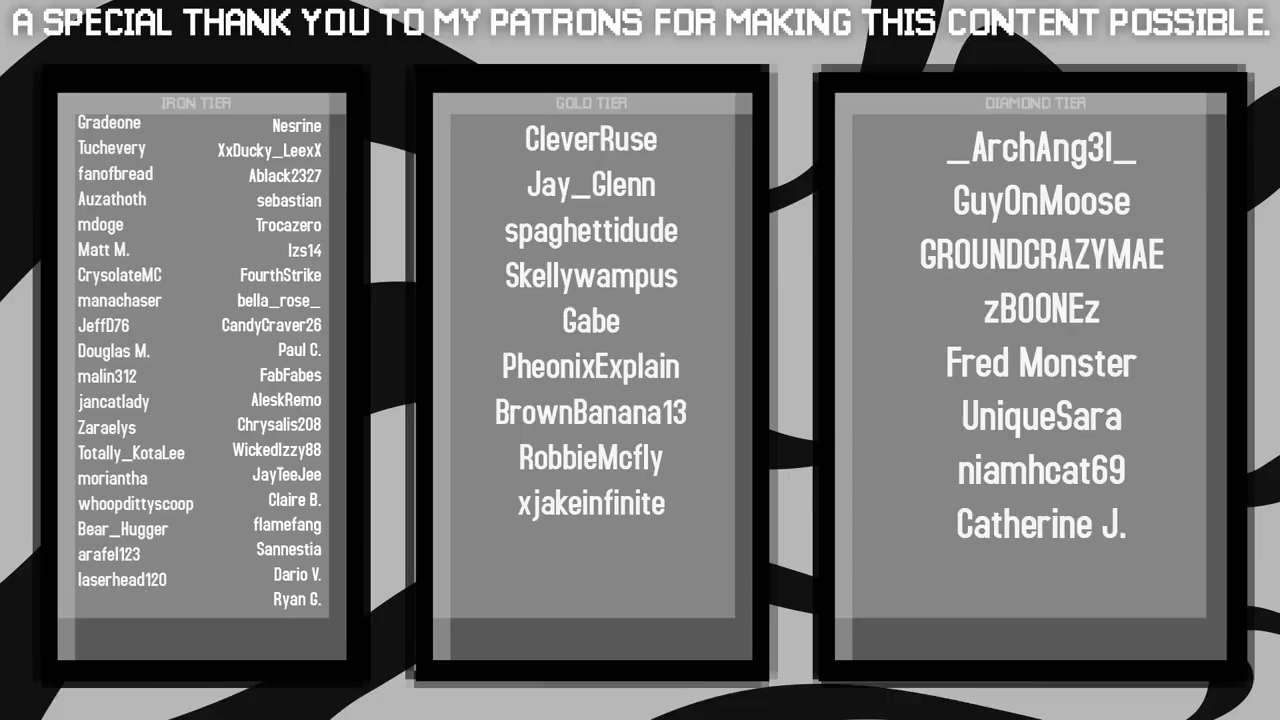 A SPECIAL THANK YOU TO MY PATRONS FOR MAKING THIS CONTENT POSSIBLE.
IRON TIER
Gradeone
Tuchevery
fanofbread
Auzathoth
mdoge
Matt M.
CrysolateMC
manachaser
JeffD76
Douglas M.
malin312
jancatlady
Zaraelys
Totally_KotaLee
moriantha
whoopdittyscoop
Bear_Hugger
arafel123
laserhead120
Nesrine
XxDucky_LeexX
Ablack2327
sebastian
Trocazero
lzs14
FourthStrike
bella_rose_
CandyCraver26
Paul C.
FabFabes
AleskRemo
Chrysalis208
WickedIzzy88
JayTeeJee
Claire B.
flamefang
Sannestia
Dario V.
Ryan G.
GOLD TIER
CleverRuse
Jay_Glenn
spaghettidude
Skellywampus
Gabe
PheonixExplain
BrownBanana13
RobbieMcfly
xjakeinfinite
DIAMOND TIER
_ArchAng3l_
GuyOnMoose
GROUNDCRAZYMAE
zBOONEz
Fred Monster
UniqueSara
niamhcat69
Catherine J.